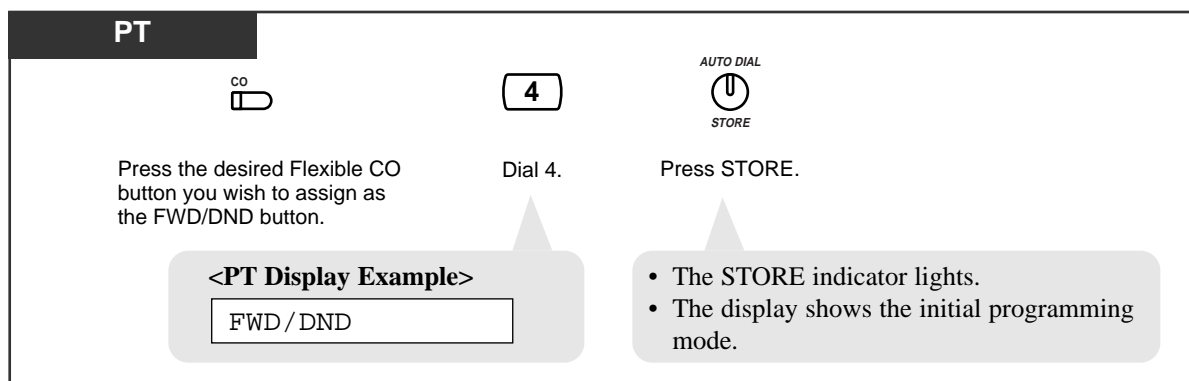 PT
CO
4
AUTO DIAL
STORE
Press the desired Flexible CO
button you wish to assign as
the FWD/DND button.
Dial 4.
Press STORE.
<PT Display Example>
FWD/DND
• The STORE indicator lights.
• The display shows the initial programming
mode.